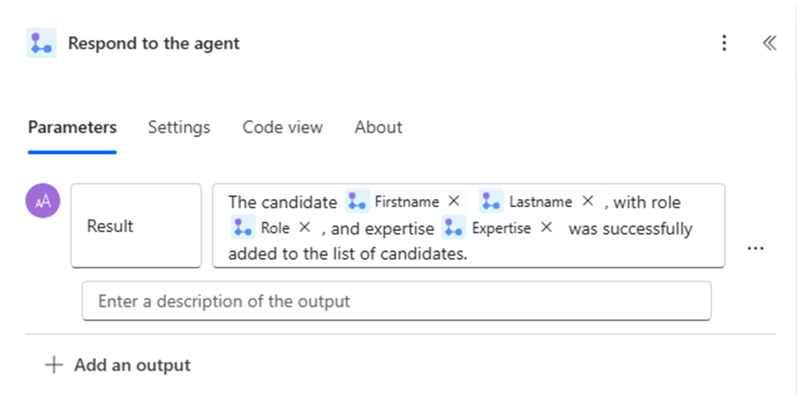 Respond to the agent
Parameters Settings Code view About
AA
Result
The candidate Firstname × Lastname × , with role
Role × , and expertise Expertise × was successfully
added to the list of candidates.
Enter a description of the output
Add an output